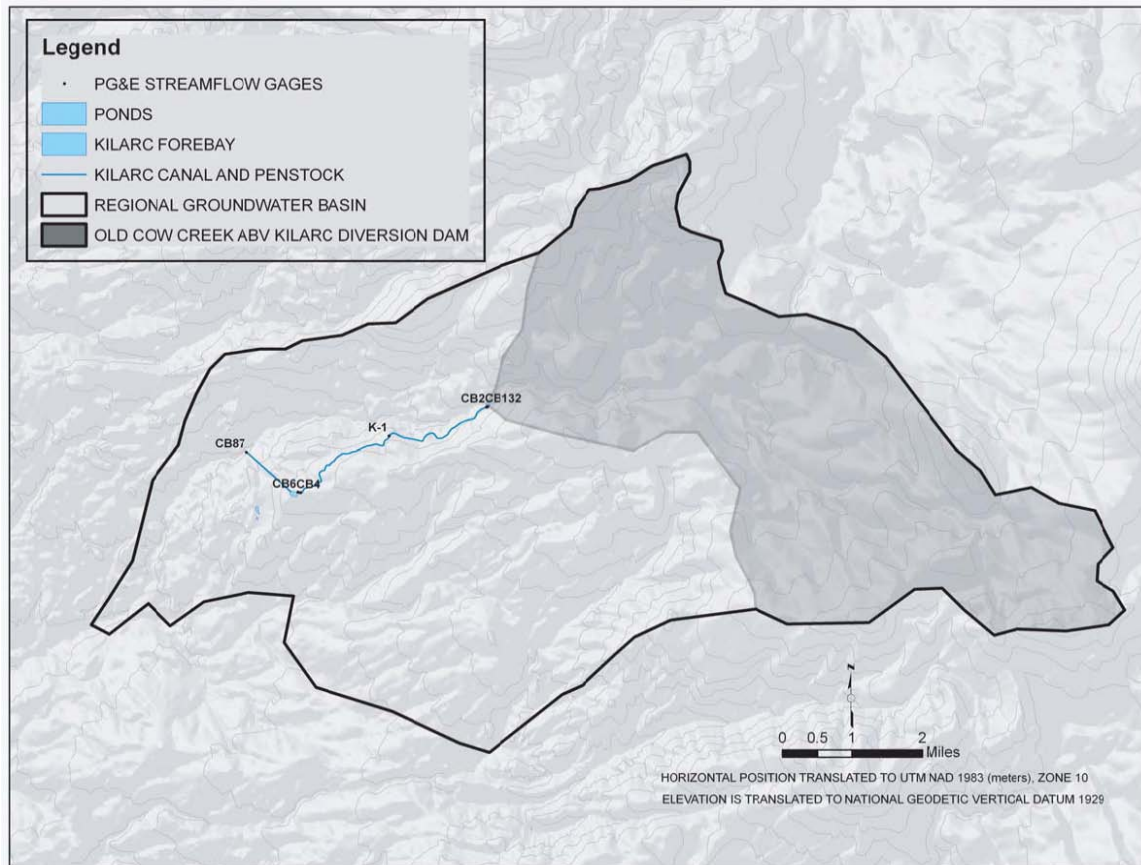 Legend
PG&E STREAMFLOW GAGES
PONDS
KILARC FOREBAY
KILARC CANAL AND PENSTOCK
REGIONAL GROUNDWATER BASIN
OLD COW CREEK ABV KILARC DIVERSION DAM
CB2CB132
K-1
CB87
CB6CB4
N
0 0.5 1 2
Miles
HORIZONTAL POSITION TRANSLATED TO UTM NAD 1983 (meters), ZONE 10
ELEVATION IS TRANSLATED TO NATIONAL GEODETIC VERTICAL DATUM 1929